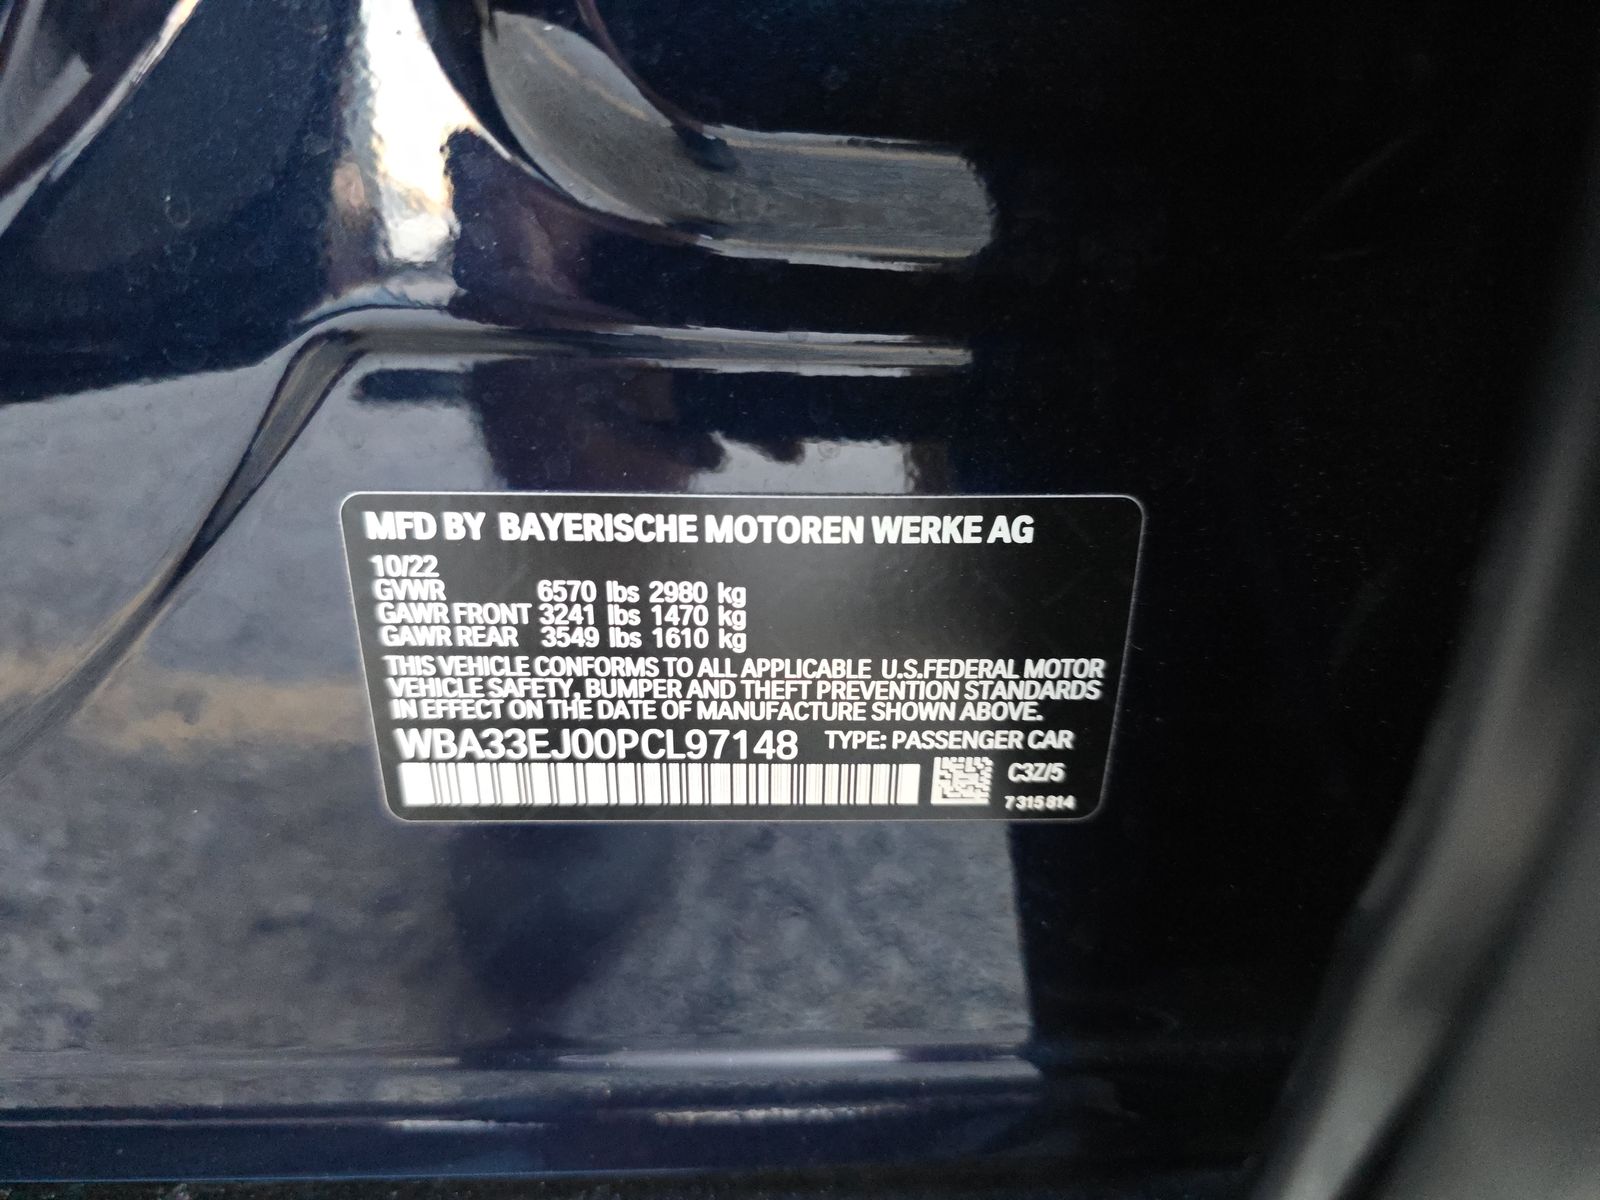 MFD BY BAYERISCHE MOTOREN WERKE AG
10/22
GVWR 6570 lbs 2980 kg
GAWR FRONT 3241 lbs 1470 kg
GAWR REAR 3549 lbs 1610 kg
THIS VEHICLE CONFORMS TO ALL APPLICABLE U.S.FEDERAL MOTOR
VEHICLE SAFETY, BUMPER AND THEFT PREVENTION STANDARDS
IN EFFECT ON THE DATE OF MANUFACTURE SHOWN ABOVE.
WBA33EJ00PCL97148 TYPE: PASSENGER CAR
C3Z/5
7 315 814